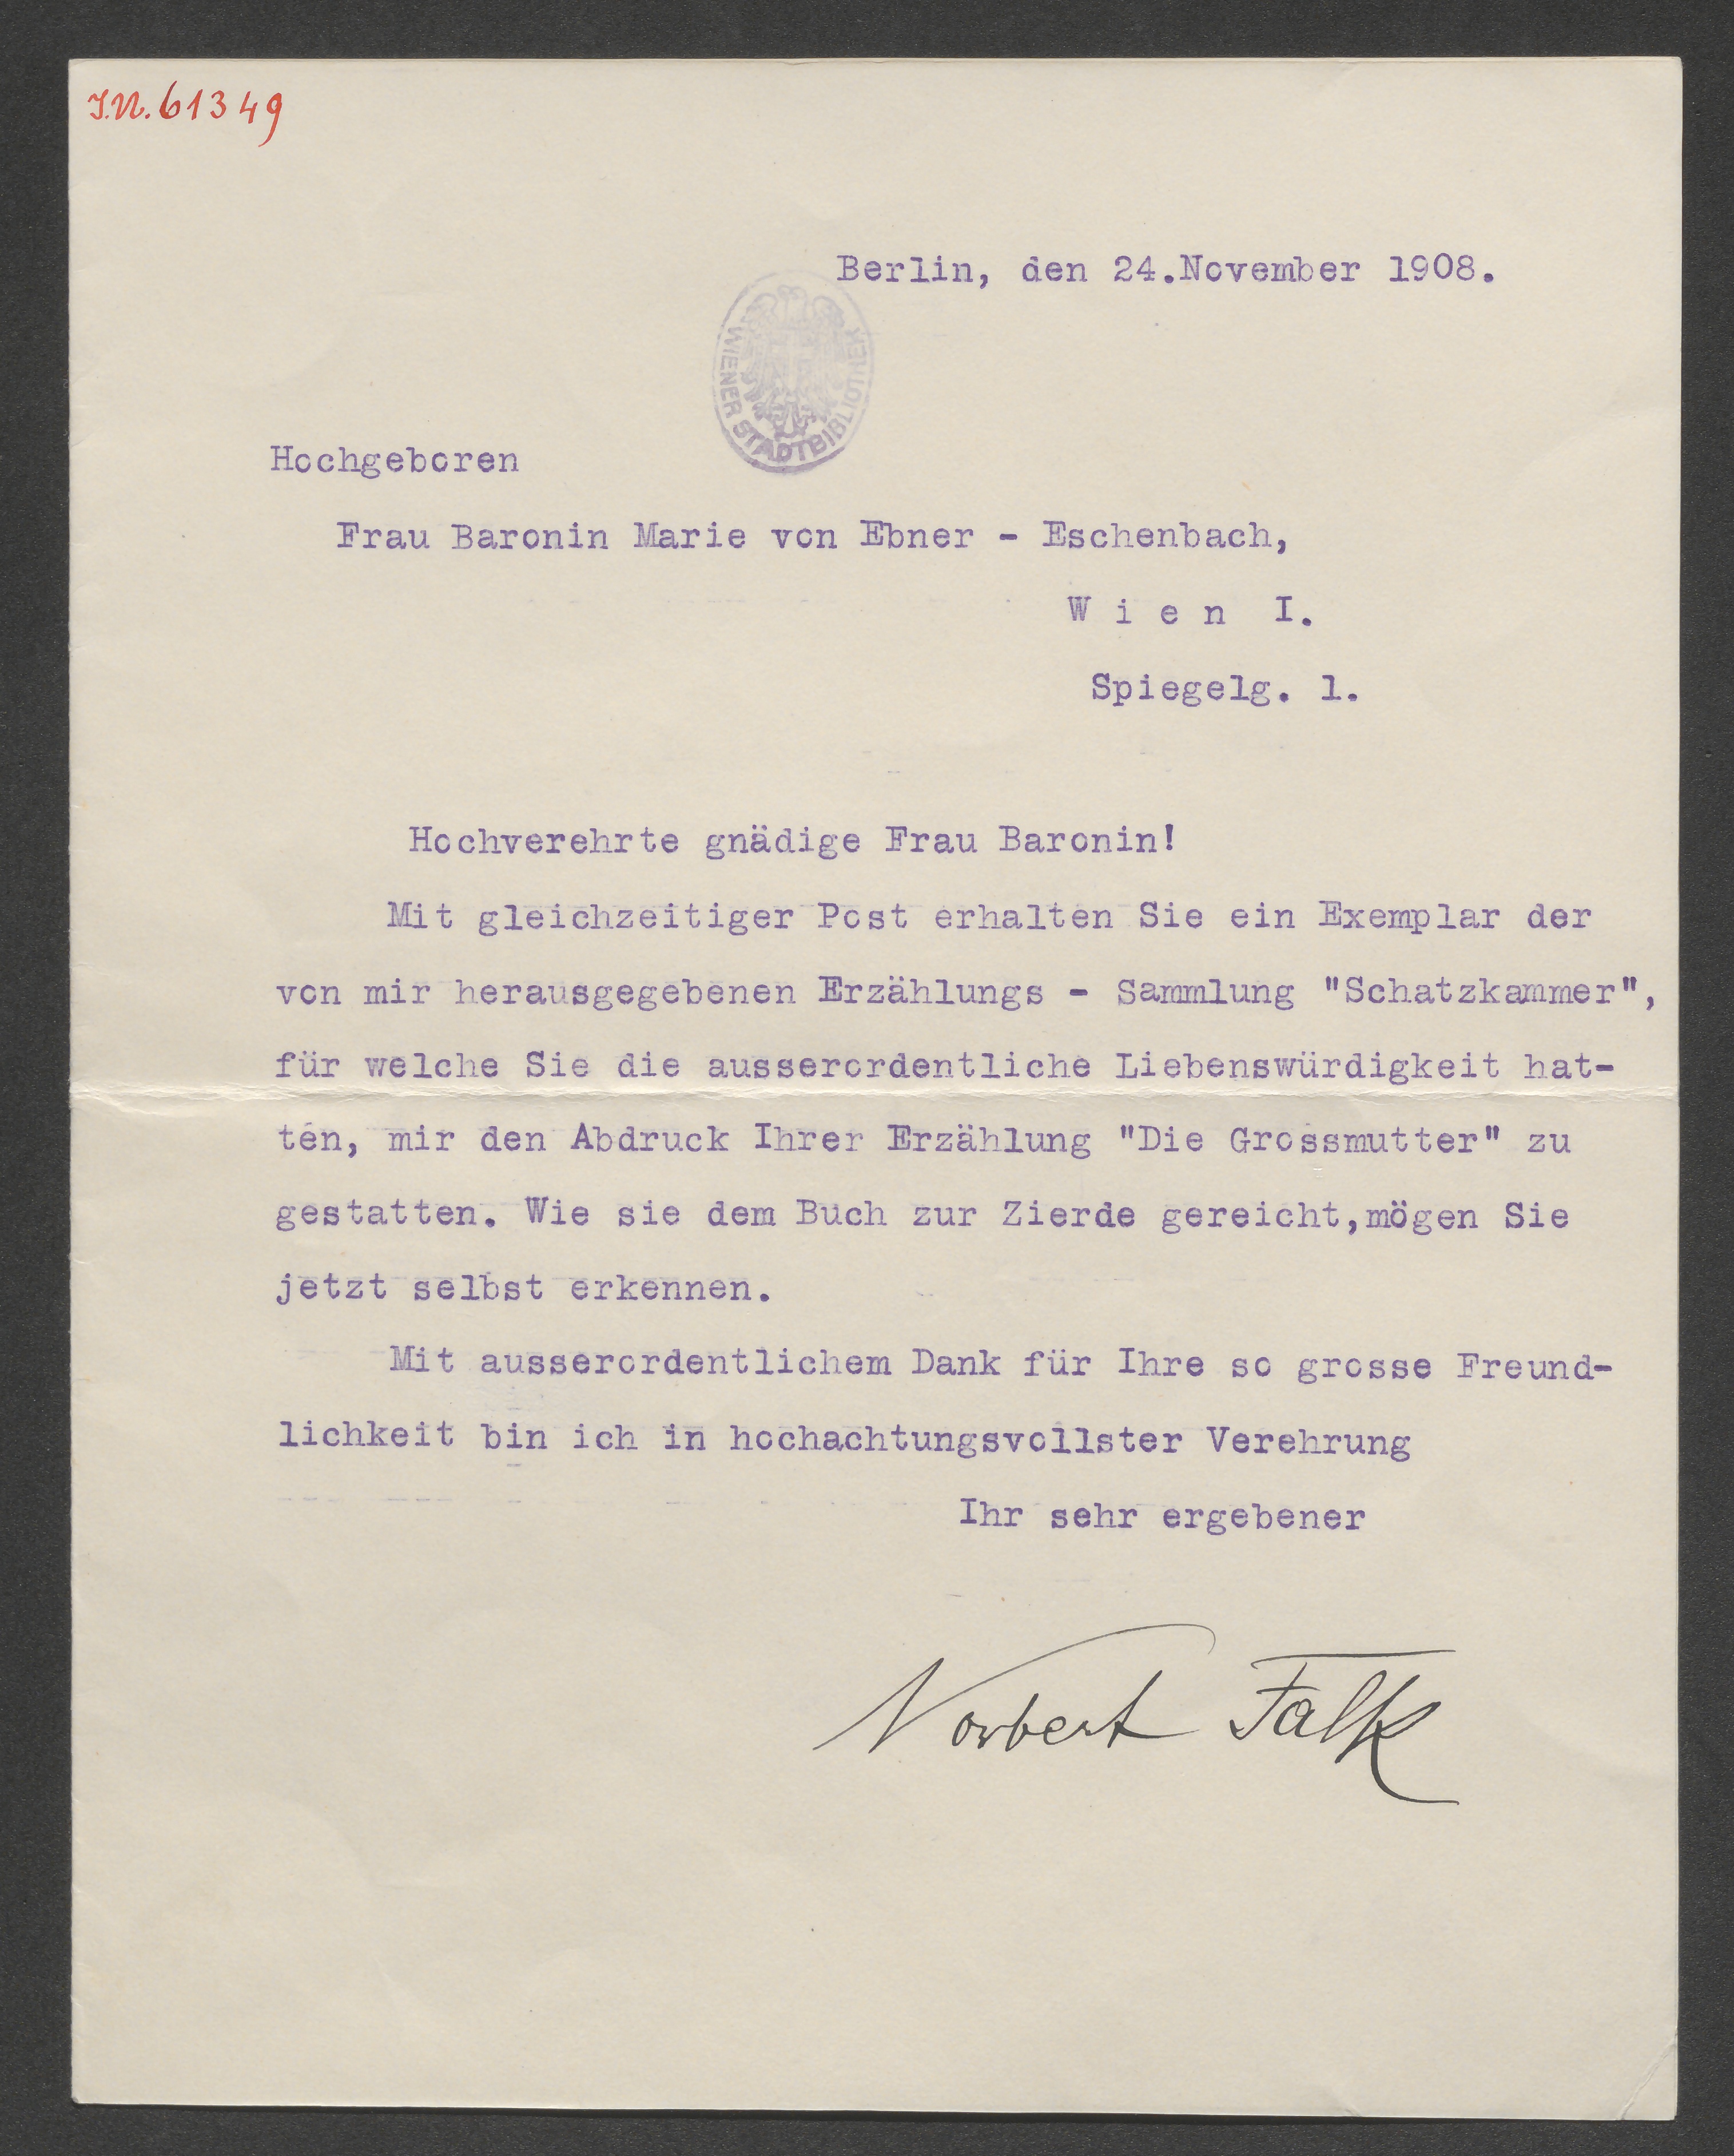 I.N. 61349
Berlin, den 24.November 1908.
WIENER STADTBIBLIOTHEK
Hochgeboren
Frau Baronin Marie von Ebner - Eschenbach,
W i e n  I.
Spiegelg. 1.
Hochverehrte gnädige Frau Baronin!
Mit gleichzeitiger Post erhalten Sie ein Exemplar der
von mir herausgegebenen Erzählungs - Sammlung "Schatzkammer",
für welche Sie die ausserordentliche Liebenswürdigkeit hat-
ten, mir den Abdruck Ihrer Erzählung "Die Grossmutter" zu
gestatten. Wie sie dem Buch zur Zierde gereicht,mögen Sie
jetzt selbst erkennen.
Mit ausserordentlichem Dank für Ihre so grosse Freund-
lichkeit bin ich in hochachtungsvollster Verehrung
Ihr sehr ergebener
Norbert Falk